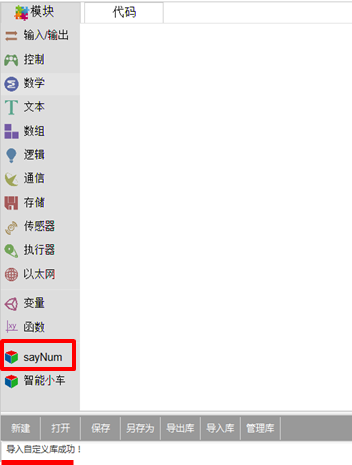 模块
代码
输入/输出
控制
数学
文本
数组
逻辑
通信
存储
传感器
执行器
以太网
变量
xy
函数
sayNum
智能小车
新建 打开 保存 另存为 导出库 导入库 管理库
导入自定义库成功！